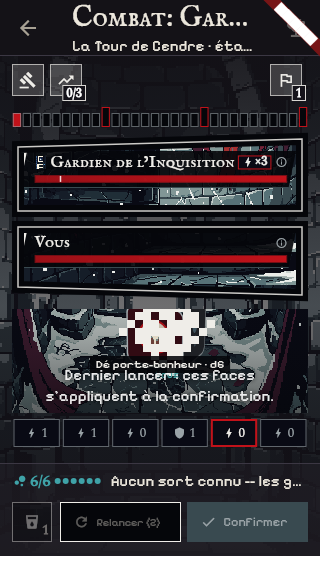 Combat: Gar...
La Tour de Cendre · éta...
0/3
1
Gardien de l'Inquisition
×3
Vous
Dé porte-bonheur · d6
Dernier lancer : ces faces
s'appliquent à la confirmation.
1
1
0
1
0
0
6/6
Aucun sort connu — les g...
1
Relancer (2)
Confirmer